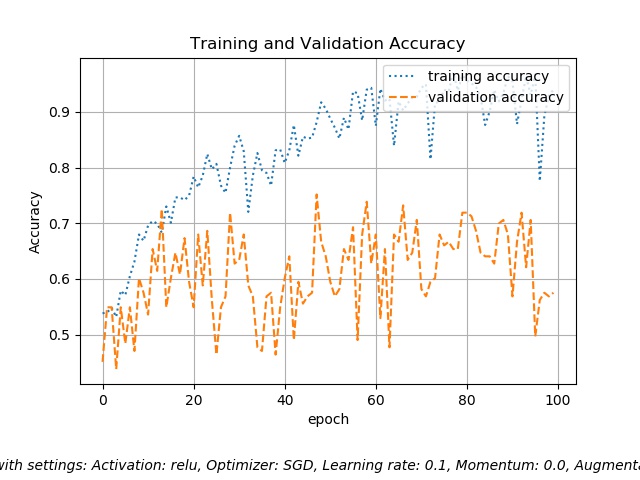 Training and Validation Accuracy
training accuracy
validation accuracy
0.9
0.8
0.7
0.6
0.5
Accuracy
0 20 40 60 80 100
epoch
with settings: Activation: relu, Optimizer: SGD, Learning rate: 0.1, Momentum: 0.0,